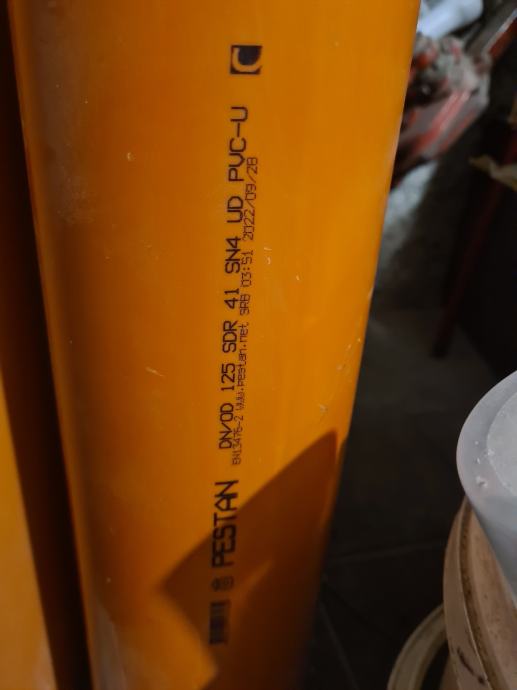 PESTAN DN/OD 125 SDR 41 SN4 UD PVC-U
EN13476-2 www.pestan.net SRB 03:51 2022/09/28